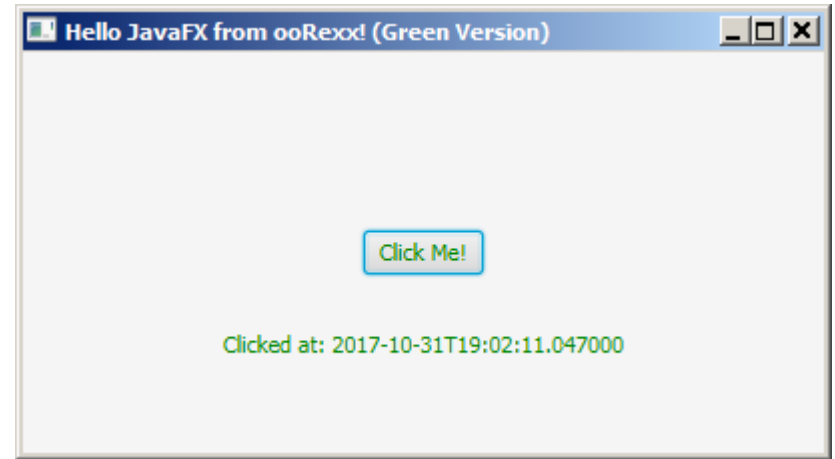 Hello JavaFX from ooRexx! (Green Version)
Click Me!
Clicked at: 2017-10-31T19:02:11.047000